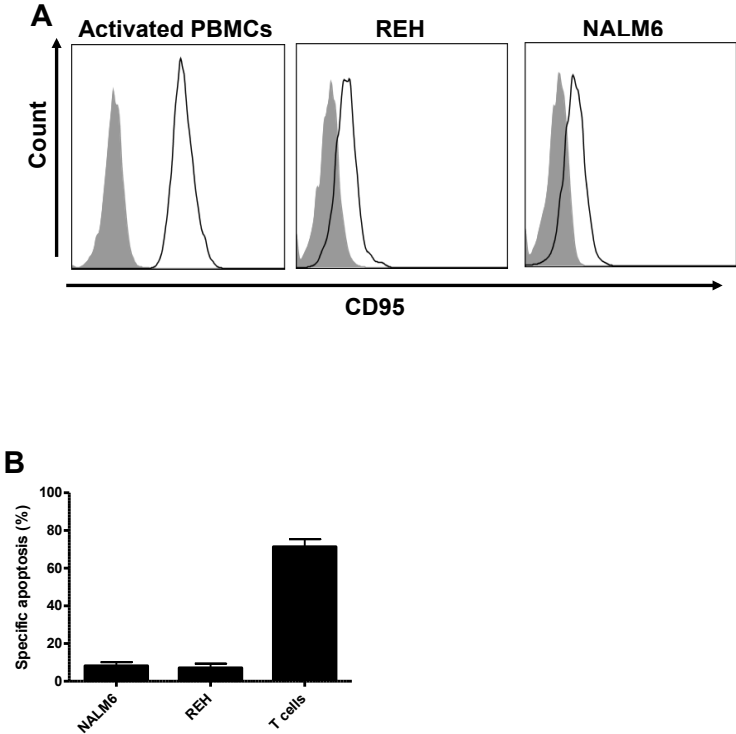 A
Activated PBMCs
REH
NALM6
Count
CD95
B
Specific apoptosis (%)
100
80
60
40
20
0
NALM6
REH
T cells